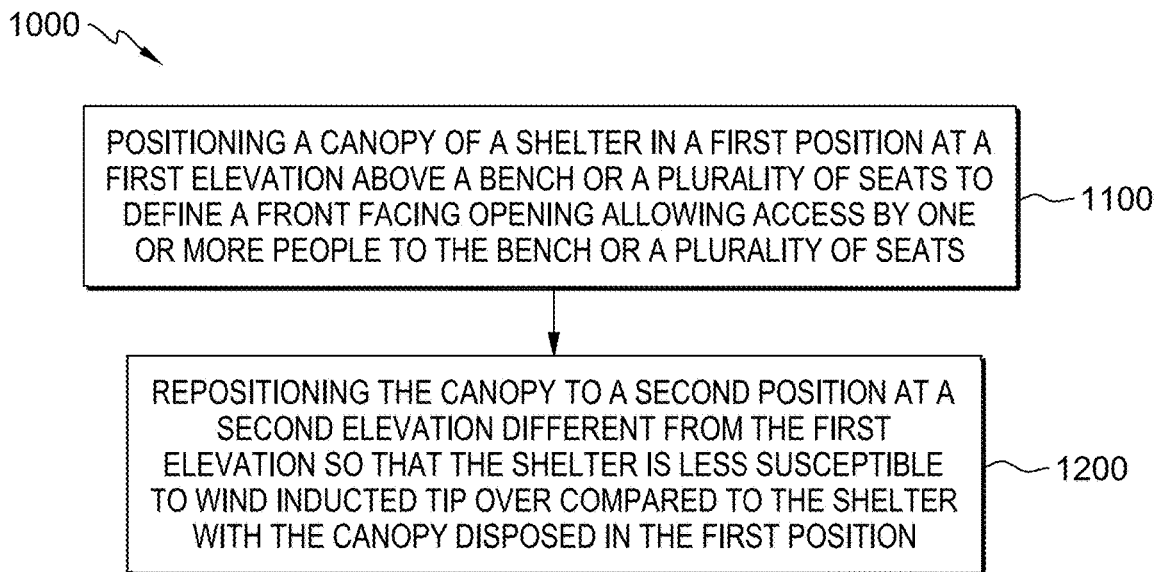 1000
POSITIONING A CANOPY OF A SHELTER IN A FIRST POSITION AT A
FIRST ELEVATION ABOVE A BENCH OR A PLURALITY OF SEATS TO
DEFINE A FRONT FACING OPENING ALLOWING ACCESS BY ONE
OR MORE PEOPLE TO THE BENCH OR A PLURALITY OF SEATS
1100
REPOSITIONING THE CANOPY TO A SECOND POSITION AT A
SECOND ELEVATION DIFFERENT FROM THE FIRST
ELEVATION SO THAT THE SHELTER IS LESS SUSCEPTIBLE
TO WIND INDUCTED TIP OVER COMPARED TO THE SHELTER
WITH THE CANOPY DISPOSED IN THE FIRST POSITION
1200